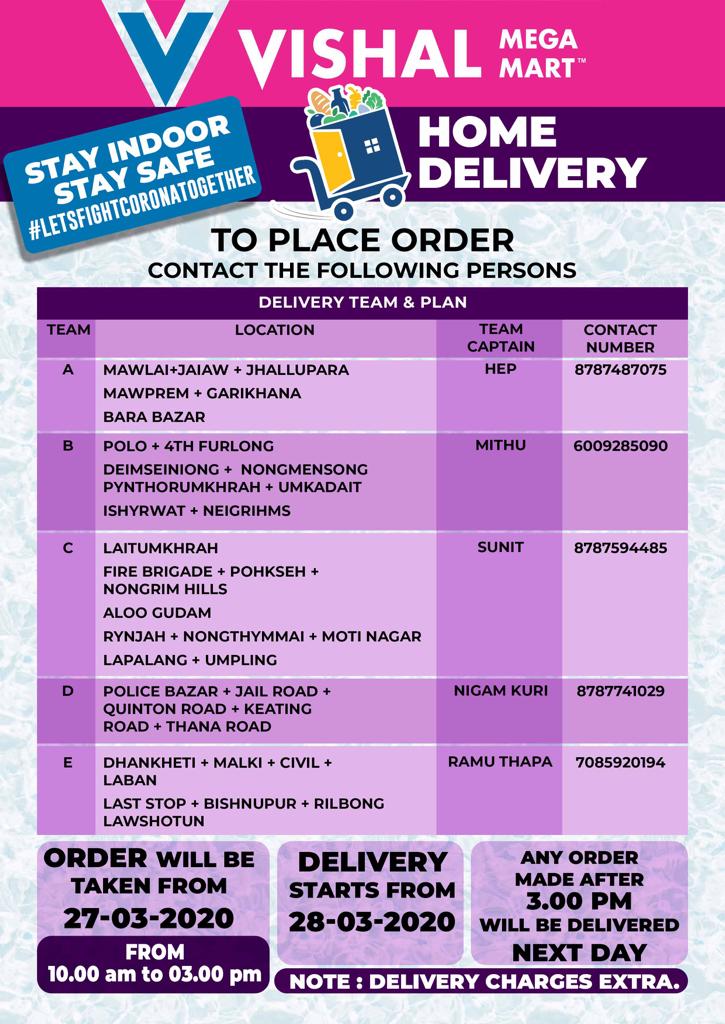 VISHAL MEGA
MART™
STAY INDOOR
STAY SAFE
#LETSFIGHTCORONATOGETHER
HOME
DELIVERY
TO PLACE ORDER
CONTACT THE FOLLOWING PERSONS
DELIVERY TEAM & PLAN
TEAM LOCATION TEAM CAPTAIN CONTACT NUMBER
A MAWLAI+JAIAW + JHALLUPARA HEP 8787487075
MAWPREM + GARIKHANA
BARA BAZAR
B POLO + 4TH FURLONG MITHU 6009285090
DEIMSEINIONG + NONGMENSONG
PYNTHORUMKHRAH + UMKADAIT
ISHYRWAT + NEIGRIHMS
C LAITUMKHRAH SUNIT 8787594485
FIRE BRIGADE + POHKSEH +
NONGRIM HILLS
ALOO GUDAM
RYNJAH + NONGTHYMMAI + MOTI NAGAR
LAPALANG + UMPLING
D POLICE BAZAR + JAIL ROAD + NIGAM KURI 8787741029
QUINTON ROAD + KEATING
ROAD + THANA ROAD
E DHANKHETI + MALKI + CIVIL + RAMU THAPA 7085920194
LABAN
LAST STOP + BISHNUPUR + RILBONG
LAWSHOTUN
ORDER WILL BE
TAKEN FROM
27-03-2020
FROM
10.00 am to 03.00 pm
DELIVERY
STARTS FROM
28-03-2020
ANY ORDER
MADE AFTER
3.00 PM
WILL BE DELIVERED
NEXT DAY
NOTE : DELIVERY CHARGES EXTRA.